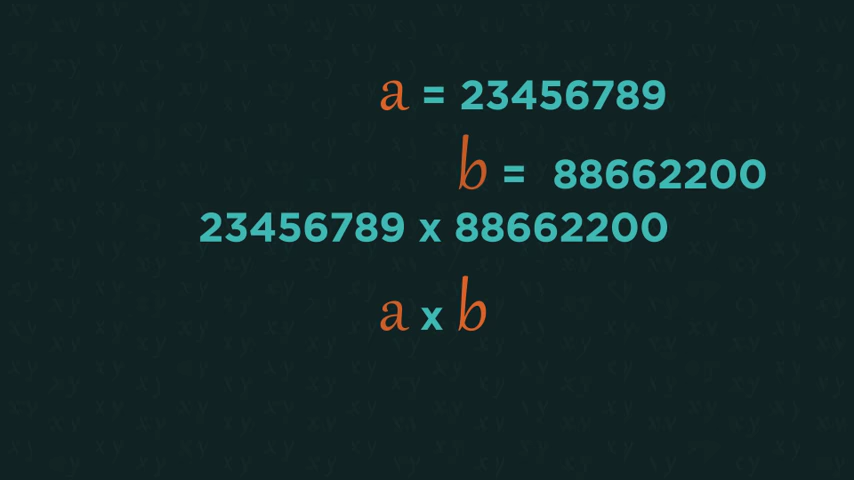 a = 23456789
b = 88662200
23456789 x 88662200
a x b